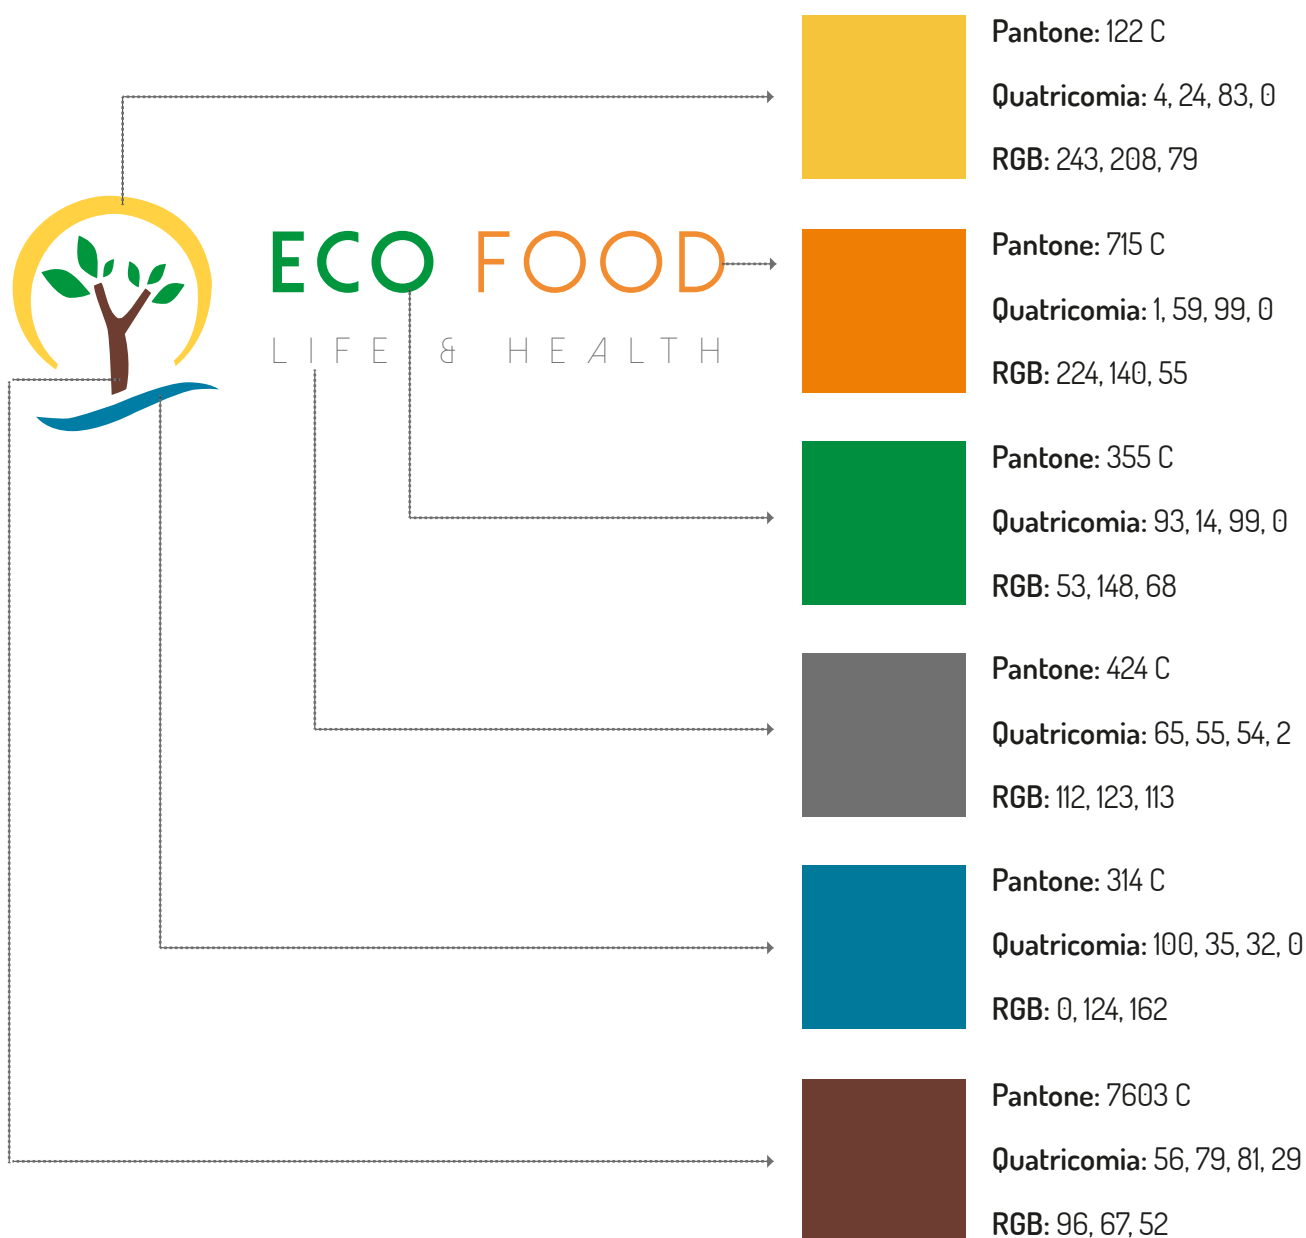 ECO FOOD
LIFE & HEALTH
Pantone: 122 C
Quatricomia: 4, 24, 83, 0
RGB: 243, 208, 79
Pantone: 715 C
Quatricomia: 1, 59, 99, 0
RGB: 224, 140, 55
Pantone: 355 C
Quatricomia: 93, 14, 99, 0
RGB: 53, 148, 68
Pantone: 424 C
Quatricomia: 65, 55, 54, 2
RGB: 112, 123, 113
Pantone: 314 C
Quatricomia: 100, 35, 32, 0
RGB: 0, 124, 162
Pantone: 7603 C
Quatricomia: 56, 79, 81, 29
RGB: 96, 67, 52